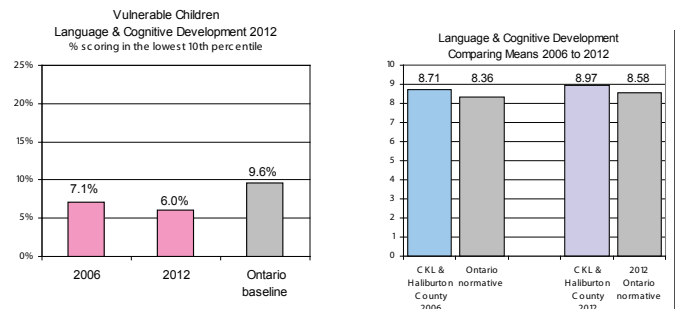 Vulnerable Children
Language & Cognitive Development 2012
% scoring in the lowest 10th percentile
25%
20%
15%
10%
5%
0%
7.1%
6.0%
9.6%
2006
2012
Ontario
baseline
Language & Cognitive Development
Comparing Means 2006 to 2012
10
9
8
7
6
5
4
3
2
1
0
8.71
8.36
8.97
8.58
CKL &
Haliburton
County
2006
Ontario
normative
CKL &
Haliburton
County
2012
2012
Ontario
normative